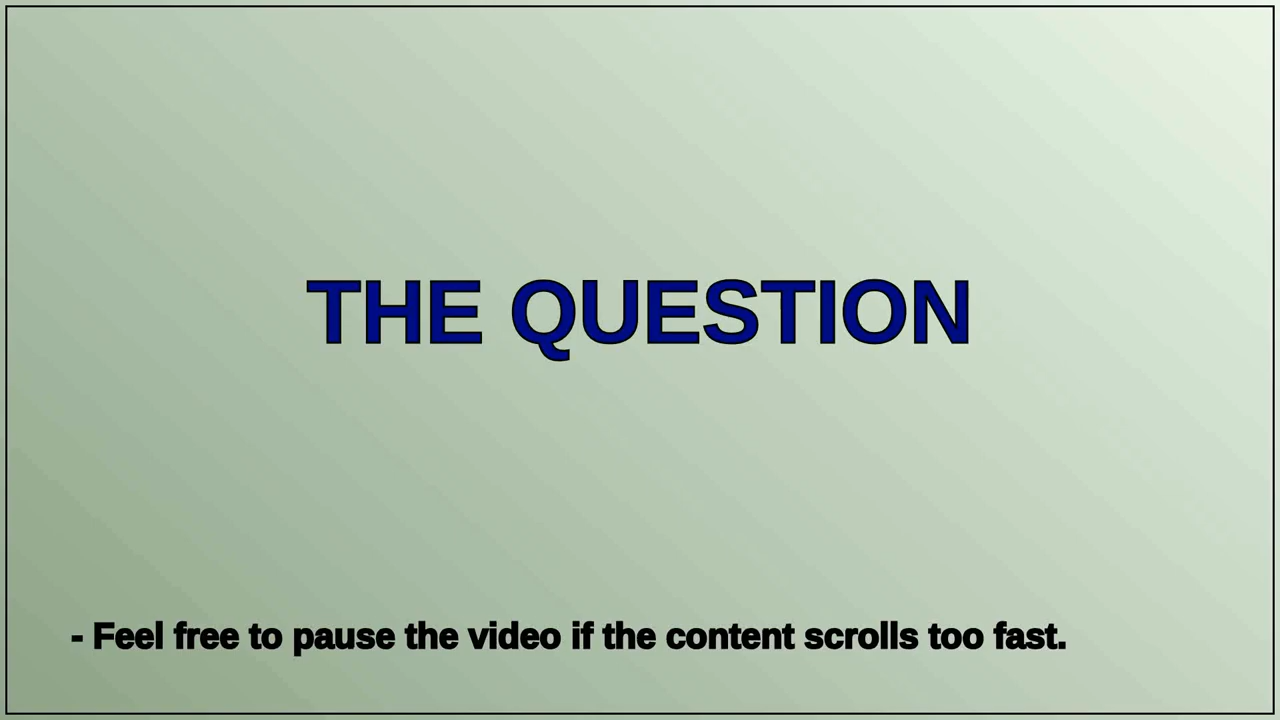 THE QUESTION
- Feel free to pause the video if the content scrolls too fast.